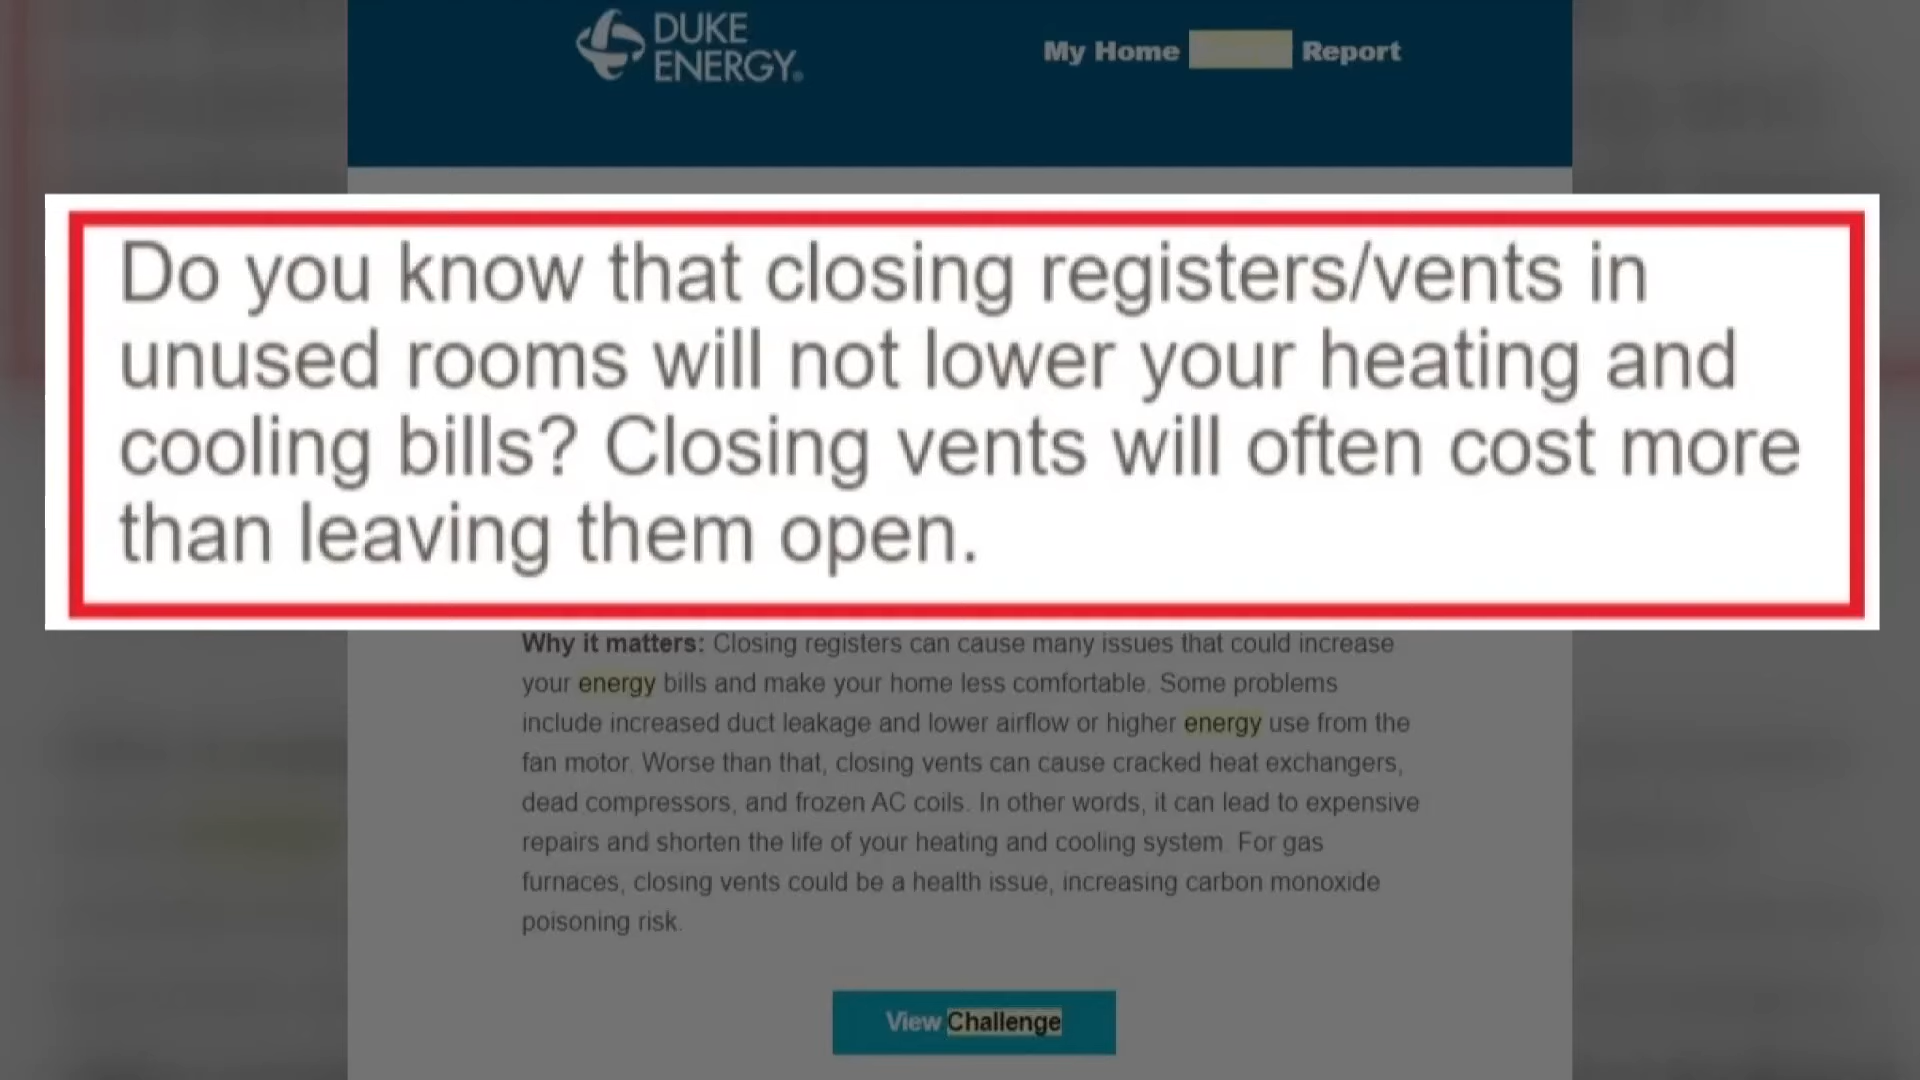 DUKE
ENERGY®
My Home Report
Do you know that closing registers/vents in
unused rooms will not lower your heating and
cooling bills? Closing vents will often cost more
than leaving them open.
Why it matters: Closing registers can cause many issues that could increase
your energy bills and make your home less comfortable. Some problems
include increased duct leakage and lower airflow or higher energy use from the
fan motor. Worse than that, closing vents can cause cracked heat exchangers,
dead compressors, and frozen AC coils. In other words, it can lead to expensive
repairs and shorten the life of your heating and cooling system. For gas
furnaces, closing vents could be a health issue, increasing carbon monoxide
poisoning risk.
View Challenge